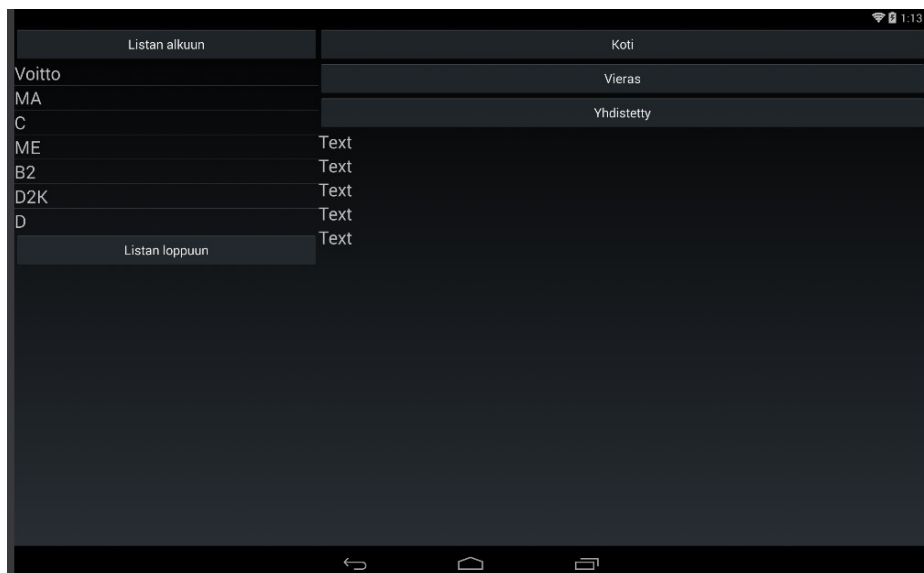 1:13
Listan alkuun
Voitto
MA
C
ME
B2
D2K
D
Listan loppuun
Koti
Vieras
Yhdistetty
Text
Text
Text
Text
Text